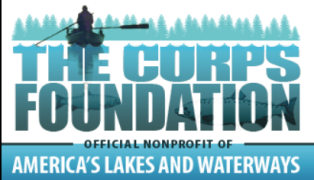 THE CORPS
FOUNDATION
OFFICIAL NONPROFIT OF
AMERICA'S LAKES AND WATERWAYS